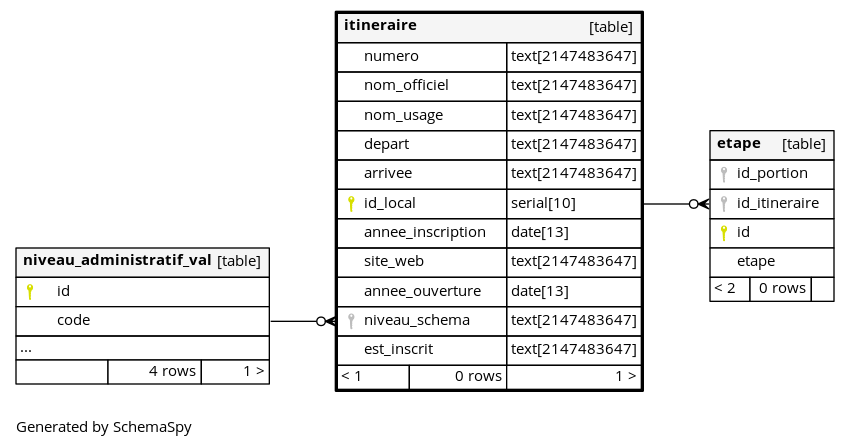 itineraire [table]
numero text[2147483647]
nom_officiel text[2147483647]
nom_usage text[2147483647]
depart text[2147483647]
arrivee text[2147483647]
id_local serial[10]
annee_inscription date[13]
site_web text[2147483647]
annee_ouverture date[13]
niveau_schema text[2147483647]
est_inscrit text[2147483647]
< 1 0 rows 1 >
etape [table]
id_portion
id_itineraire
id
etape
< 2 0 rows
niveau_administratif_val [table]
id
code
...
4 rows 1 >
Generated by SchemaSpy